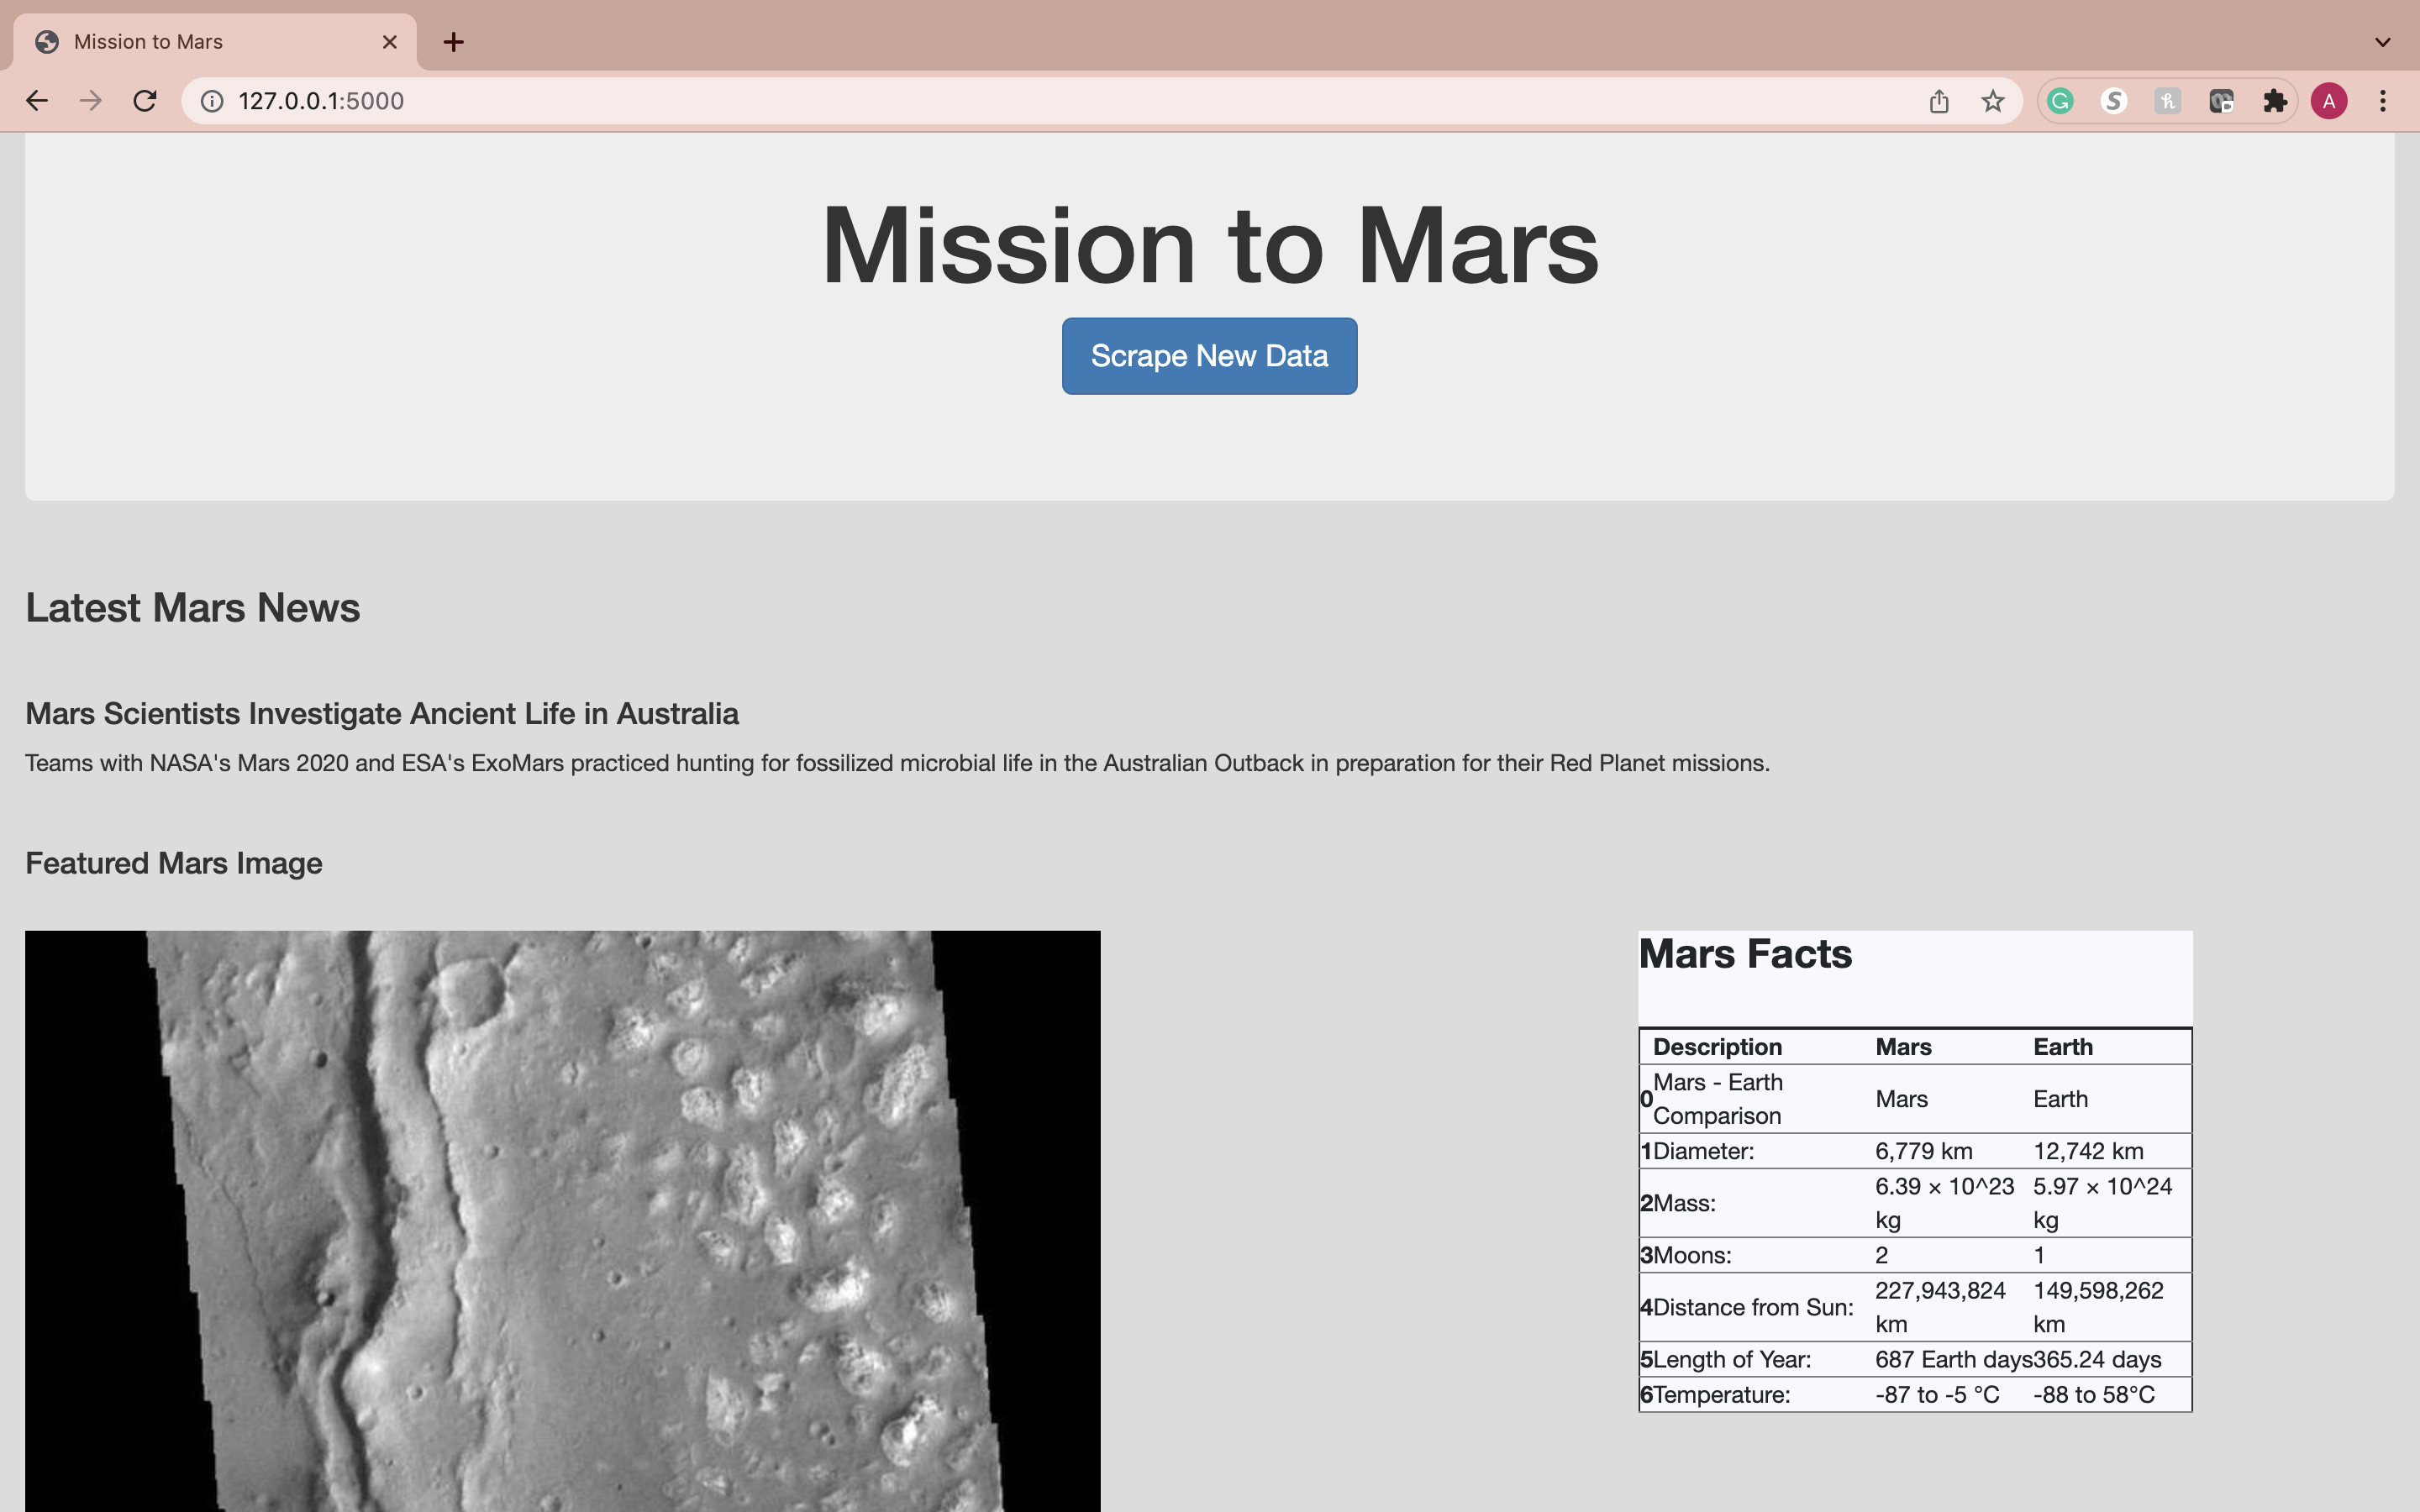 Mission to Mars
127.0.0.1:5000
A
Mission to Mars
Scrape New Data
Latest Mars News
Mars Scientists Investigate Ancient Life in Australia
Teams with NASA's Mars 2020 and ESA's ExoMars practiced hunting for fossilized microbial life in the Australian Outback in preparation for their Red Planet missions.
Featured Mars Image
Mars Facts
Description Mars Earth
0 Mars - Earth Comparison Mars Earth
1 Diameter: 6,779 km 12,742 km
2 Mass: 6.39 × 10^23 kg 5.97 × 10^24 kg
3 Moons: 2 1
4 Distance from Sun: 227,943,824 km 149,598,262 km
5 Length of Year: 687 Earth days 365.24 days
6 Temperature: -87 to -5 °C -88 to 58°C